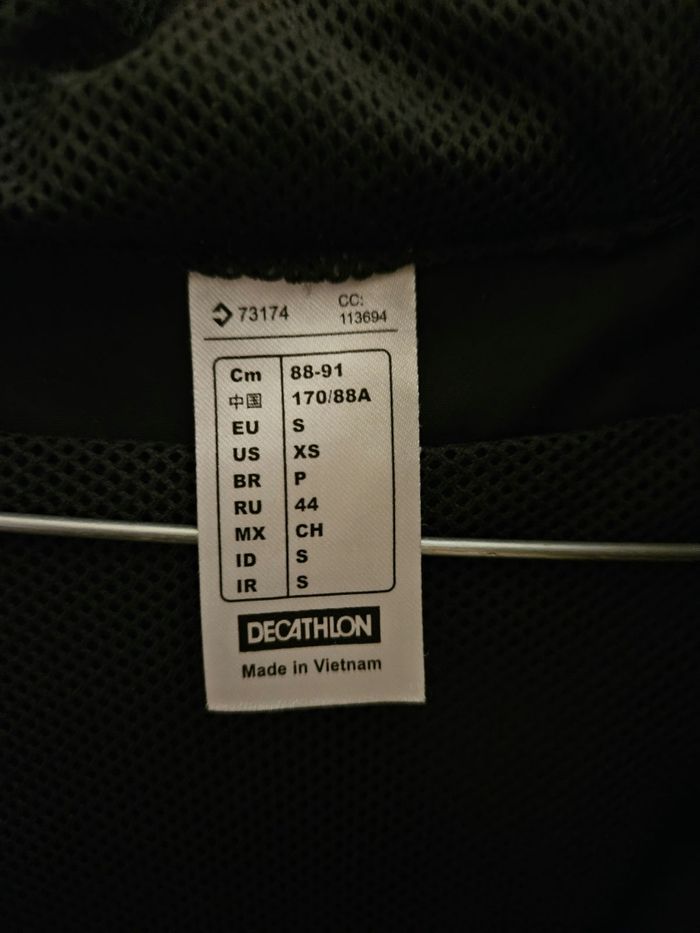 73174 CC: 113694
Cm 88-91
中国 170/88A
EU S
US XS
BR P
RU 44
MX CH
ID S
IR S
DECATHLON
Made in Vietnam